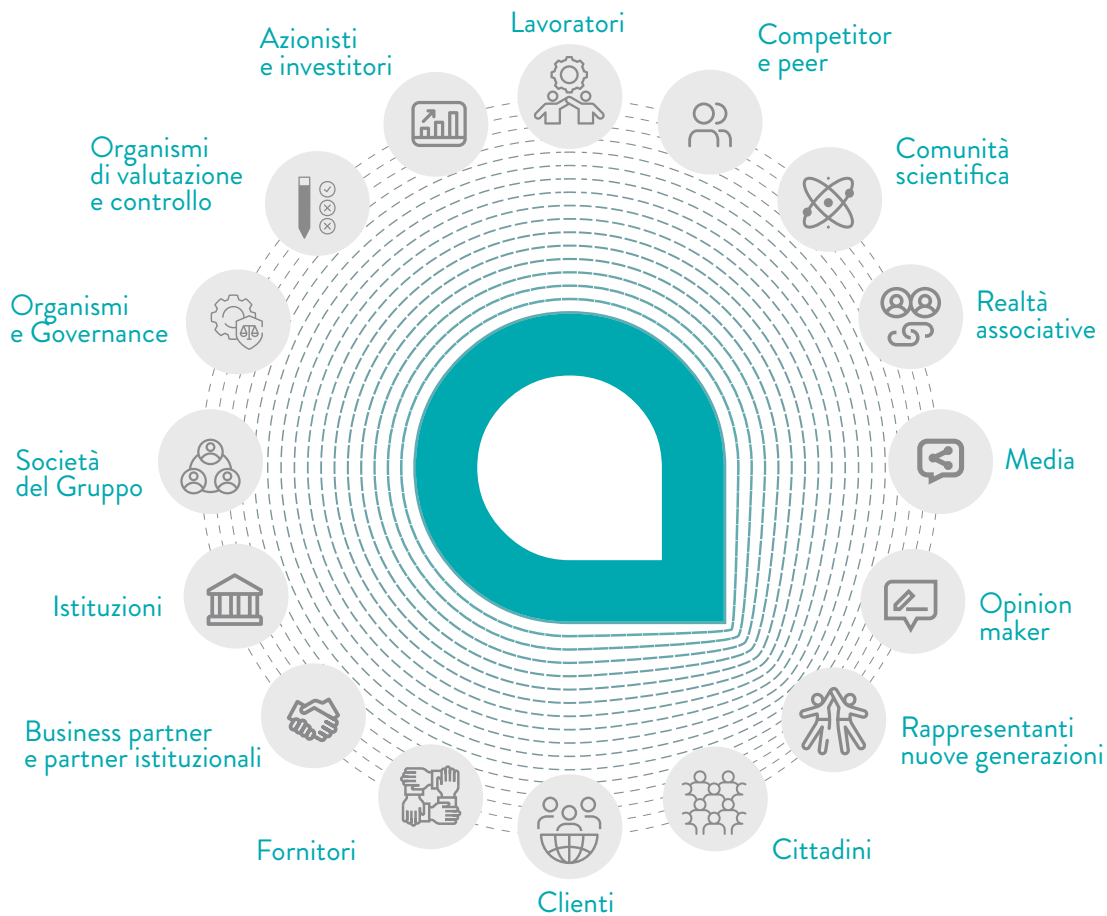 Lavoratori
Competitor
e peer
Comunità
scientifica
Realtà
associative
Media
Opinion
maker
Rappresentanti
nuove generazioni
Cittadini
Clienti
Fornitori
Business partner
e partner istituzionali
Istituzioni
Società
del Gruppo
Organismi
e Governance
Organismi
di valutazione
e controllo
Azionisti
e investitori